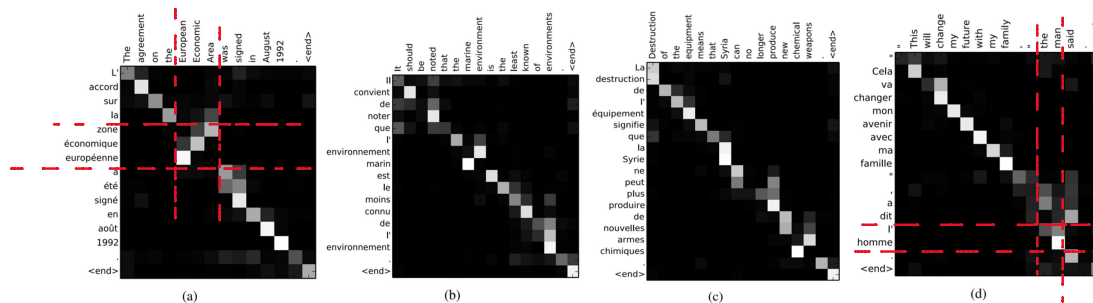 The
agreement
on
the
European
Economic
Area
was
signed
in
August
1992
.
<end>
L'
accord
sur
la
zone
économique
européenne
a
été
signé
en
août
1992
.
<end>
(a)
It
should
be
noted
that
the
marine
environment
is
the
least
known
of
environments
.
<end>
Il
convient
de
noter
que
l'
environnement
marin
est
le
moins
connu
de
l'
environnement
.
<end>
(b)
Destruction
of
the
equipment
means
that
Syria
can
no
longer
produce
new
chemical
weapons
.
<end>
La
destruction
de
l'
équipement
signifie
que
la
Syrie
ne
peut
plus
produire
de
nouvelles
armes
chimiques
.
<end>
(c)
"
This
will
change
my
future
with
my
family
,
"
the
man
said
.
<end>
"
Cela
va
changer
mon
avenir
avec
ma
famille
"
,
a
dit
l'
homme
.
<end>
(d)